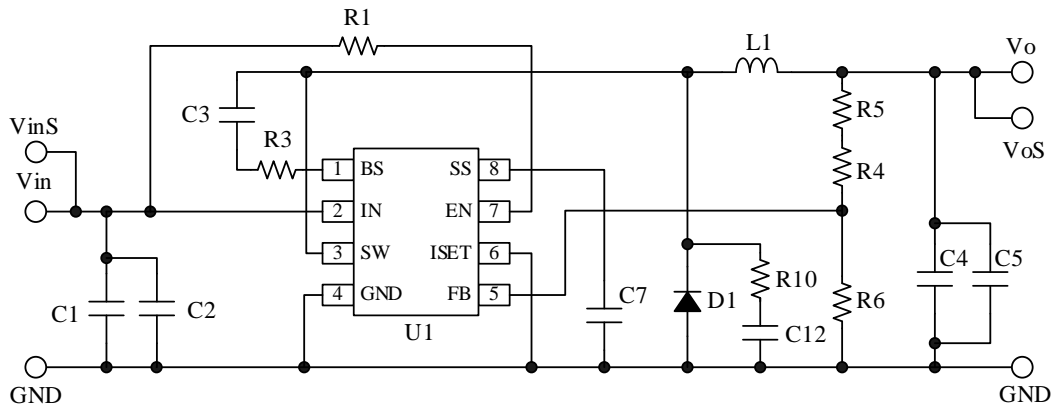 R1
L1
Vo
C3
R5
VinS
R3
VoS
Vin
1 BS SS 8
R4
2 IN EN 7
3 SW ISET 6
4 GND FB 5
C4 C5
R10
C1 C2
C7
D1
R6
U1
C12
GND
GND